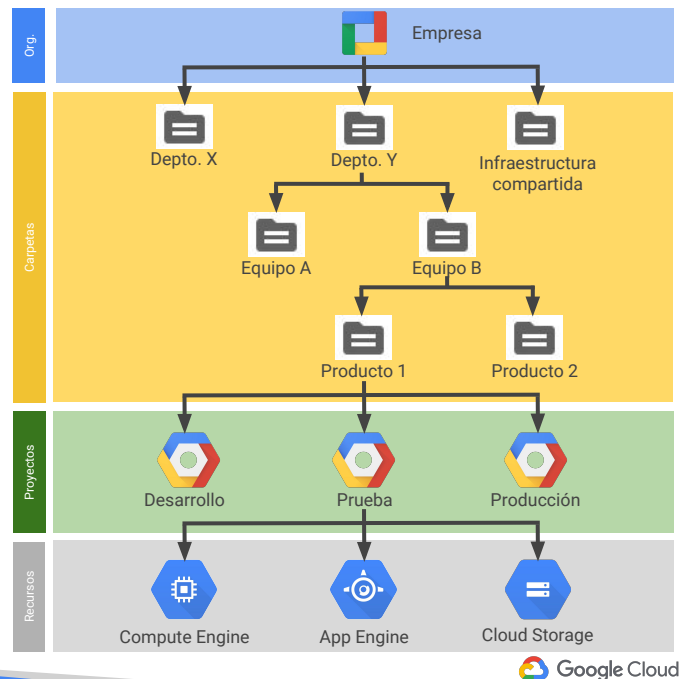 Org.
Empresa
Carpetas
Depto. X
Depto. Y
Infraestructura
compartida
Equipo A
Equipo B
Producto 1
Producto 2
Proyectos
Desarrollo
Prueba
Producción
Recursos
Compute Engine
App Engine
Cloud Storage
Google Cloud